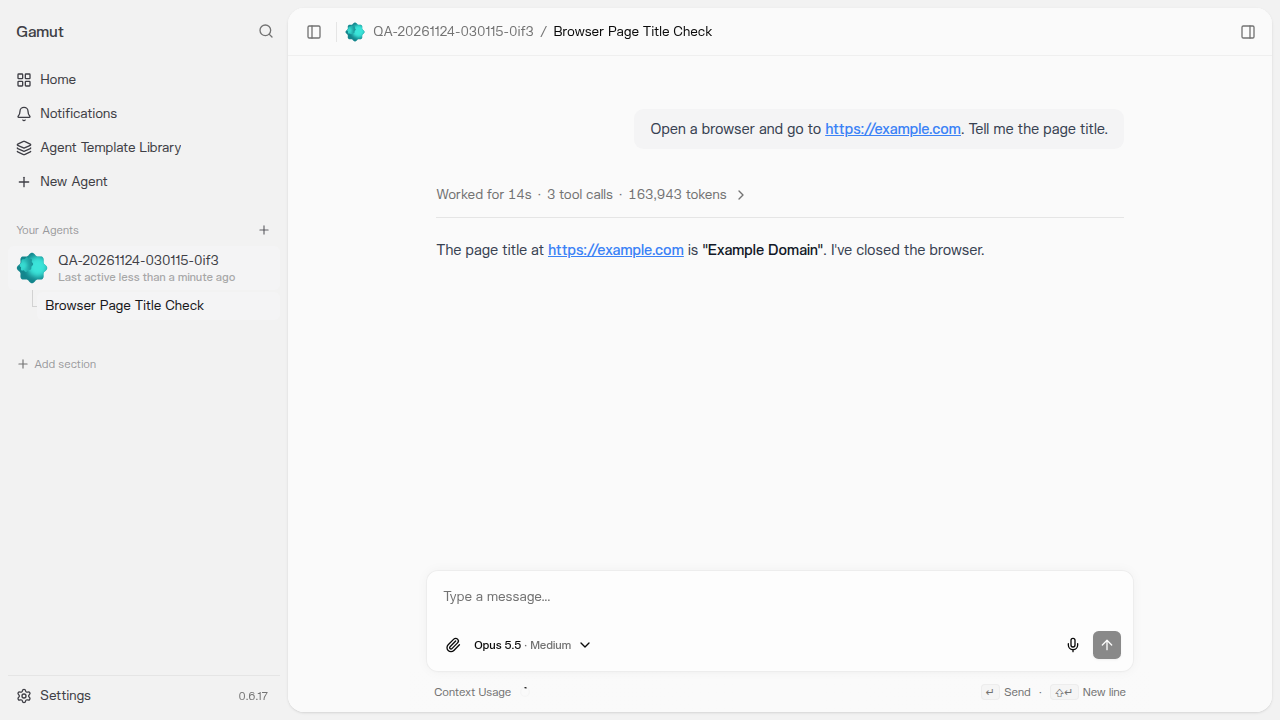 Gamut
Home
Notifications
Agent Template Library
New Agent
Your Agents
QA-20261124-030115-0if3
Last active less than a minute ago
Browser Page Title Check
Add section
Settings
0.6.17
QA-20261124-030115-0if3 / Browser Page Title Check
Open a browser and go to https://example.com. Tell me the page title.
Worked for 14s · 3 tool calls · 163,943 tokens
The page title at https://example.com is "Example Domain". I've closed the browser.
Type a message...
Opus 5.5 · Medium
Context Usage
Send · New line